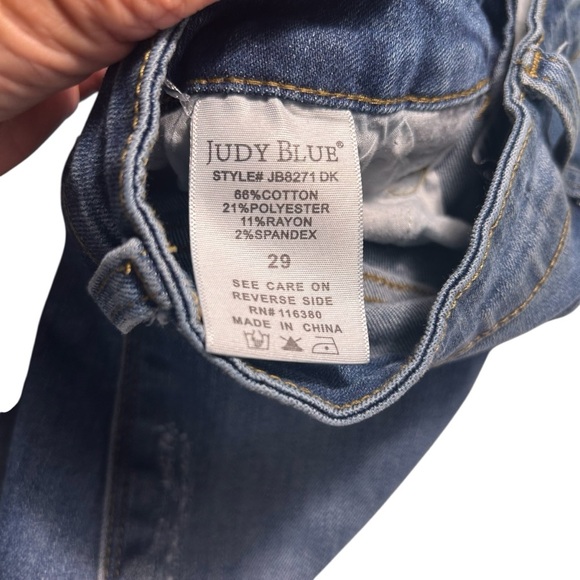 JUDY BLUE®
STYLE# JB8271 DK
66%COTTON
21%POLYESTER
11%RAYON
2%SPANDEX
29
SEE CARE ON
REVERSE SIDE
RN# 116380
MADE IN CHINA